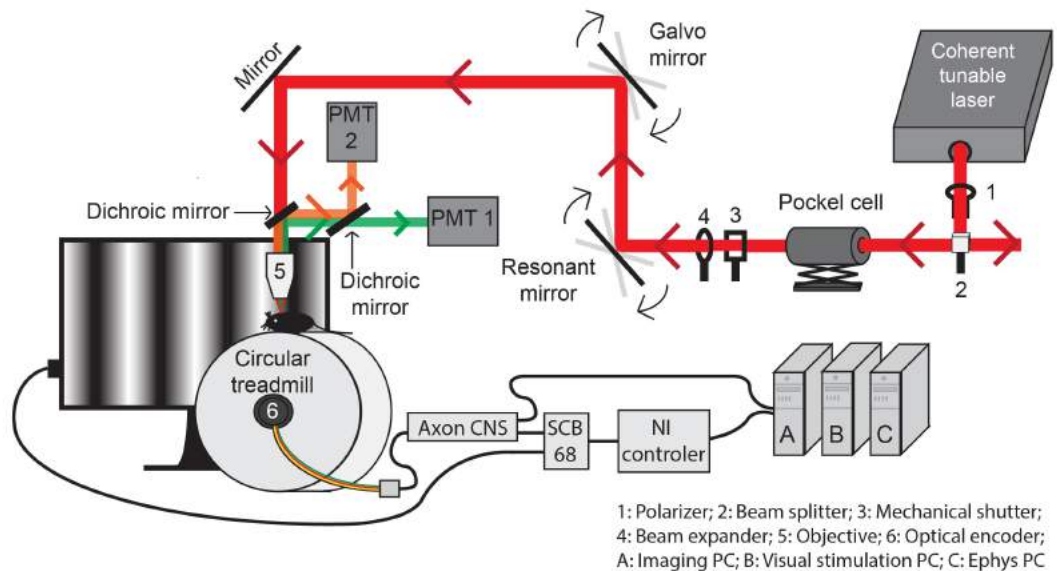 Mirror
Galvo
mirror
Coherent
tunable
laser
PMT
2
1
Dichroic mirror
PMT 1
Pockel cell
4
3
5
Dichroic
mirror
Resonant
mirror
2
Circular
treadmill
6
Axon CNS
SCB
68
NI
controler
A
B
C
1: Polarizer; 2: Beam splitter; 3: Mechanical shutter;
4: Beam expander; 5: Objective; 6: Optical encoder;
A: Imaging PC; B: Visual stimulation PC; C: Ephys PC